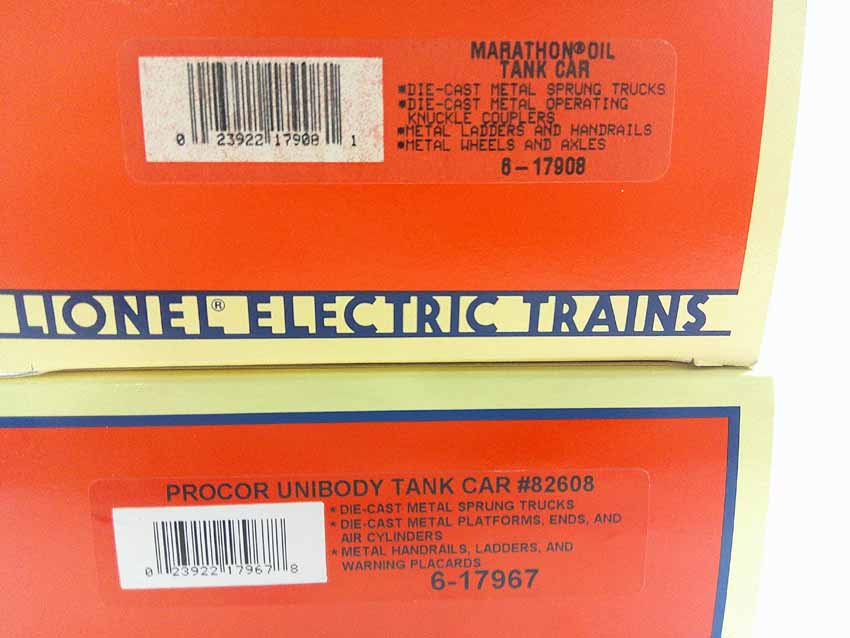 MARATHON®OIL
TANK CAR
*DIE-CAST METAL SPRUNG TRUCKS
*DIE-CAST METAL OPERATING
KNUCKLE COUPLERS
*METAL LADDERS AND HANDRAILS
*METAL WHEELS AND AXLES
6-17908
0 23922 17908 1
LIONEL® ELECTRIC TRAINS
PROCOR UNIBODY TANK CAR #82608
* DIE-CAST METAL SPRUNG TRUCKS
* DIE-CAST METAL PLATFORMS, ENDS, AND
AIR CYLINDERS
* METAL HANDRAILS, LADDERS, AND
WARNING PLACARDS
6-17967
0 23922 17967 8